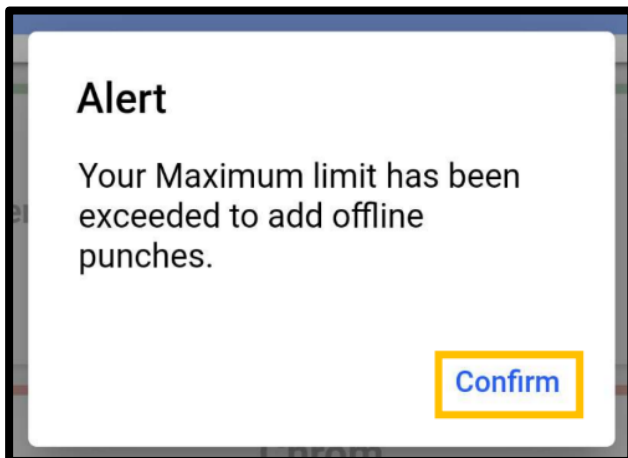 Alert
Your Maximum limit has been
exceeded to add offline
punches.
Confirm